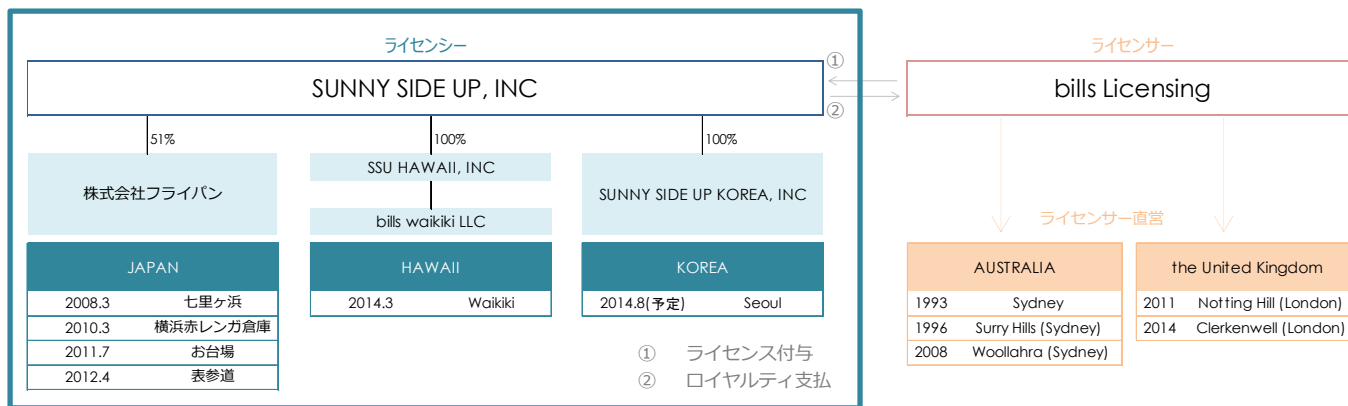 ライセンシー
SUNNY SIDE UP, INC
①
②
ライセンサー
bills Licensing
51%
100%
100%
株式会社フライパン
SSU HAWAII, INC
bills waikiki LLC
SUNNY SIDE UP KOREA, INC
JAPAN
2008.3 七里ヶ浜
2010.3 横浜赤レンガ倉庫
2011.7 お台場
2012.4 表参道
HAWAII
2014.3 Waikiki
KOREA
2014.8(予定) Seoul
① ライセンス付与
② ロイヤルティ支払
ライセンサー直営
AUSTRALIA
1993 Sydney
1996 Surry Hills (Sydney)
2008 Woollahra (Sydney)
the United Kingdom
2011 Notting Hill (London)
2014 Clerkenwell (London)